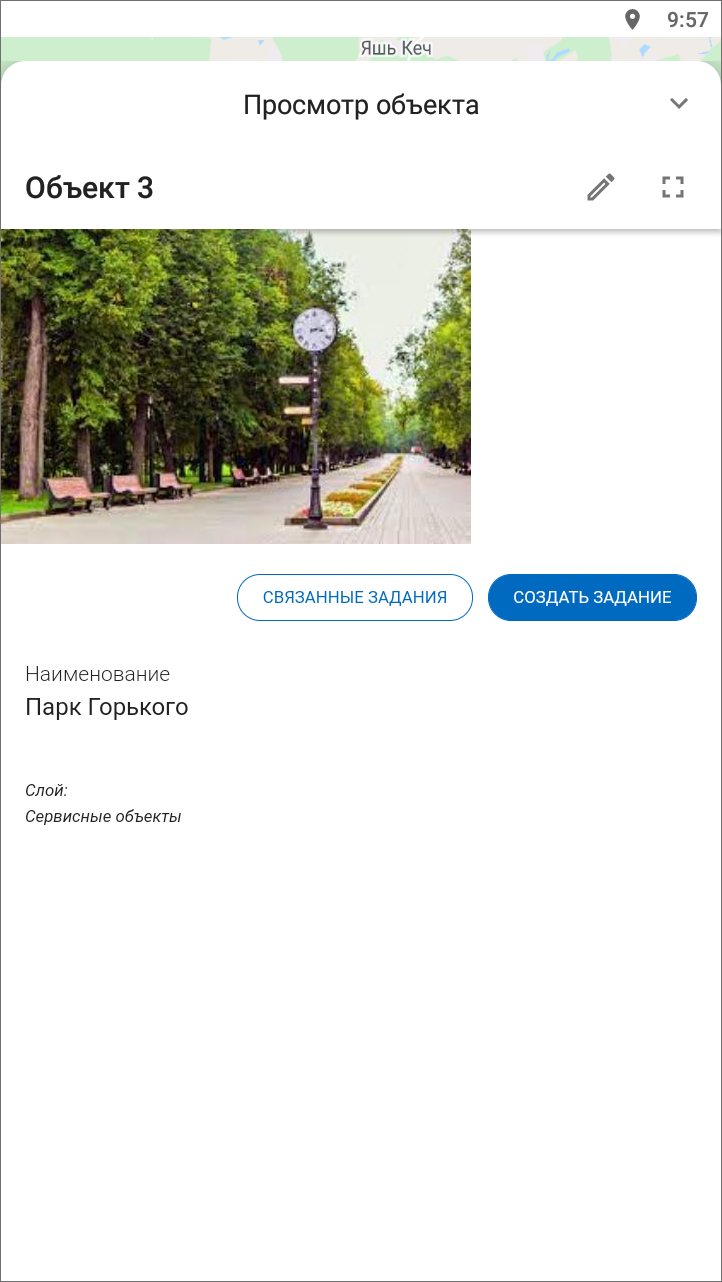 9:57
Яшь Кеч
Просмотр объекта
Объект 3
СВЯЗАННЫЕ ЗАДАНИЯ
СОЗДАТЬ ЗАДАНИЕ
Наименование
Парк Горького
Слой:
Сервисные объекты